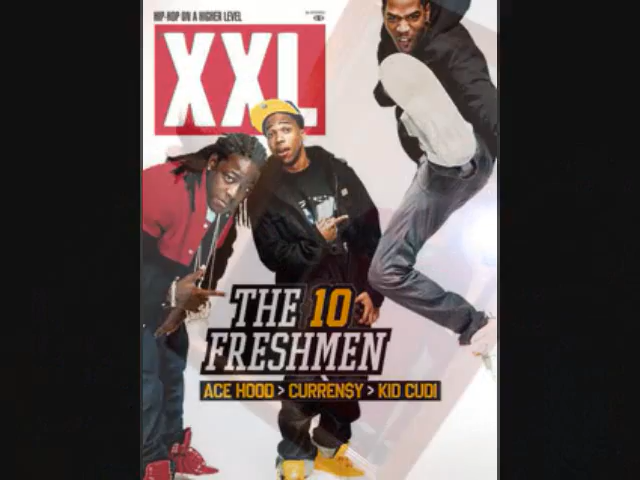 HIP-HOP ON A HIGHER LEVEL
XXL
THE 10
FRESHMEN
ACE HOOD > CURREN$Y > KID CUDI